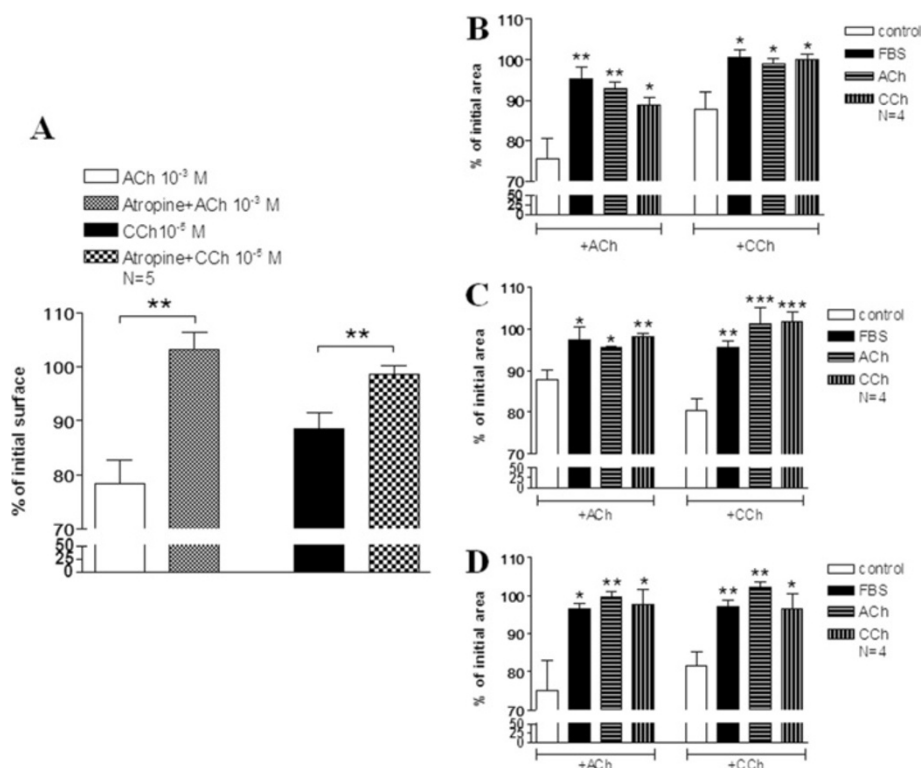 A
ACh 10⁻³ M
Atropine+ACh 10⁻³ M
CCh10⁻⁵ M
Atropine+CCh 10⁻⁵ M
N=5
% of initial surface
110
100
90
80
70
50
25
0
**
**
B
% of initial area
110
100
90
80
70
50
25
0
** ** * * * *
+ACh +CCh
control
FBS
ACh
CCh
N=4
C
% of initial area
110
100
90
80
70
50
25
0
* * ** ** *** ***
+ACh +CCh
control
FBS
ACh
CCh
N=4
D
% of initial area
110
100
90
80
70
50
25
0
* ** * ** ** *
+ACh +CCh
control
FBS
ACh
CCh
N=4